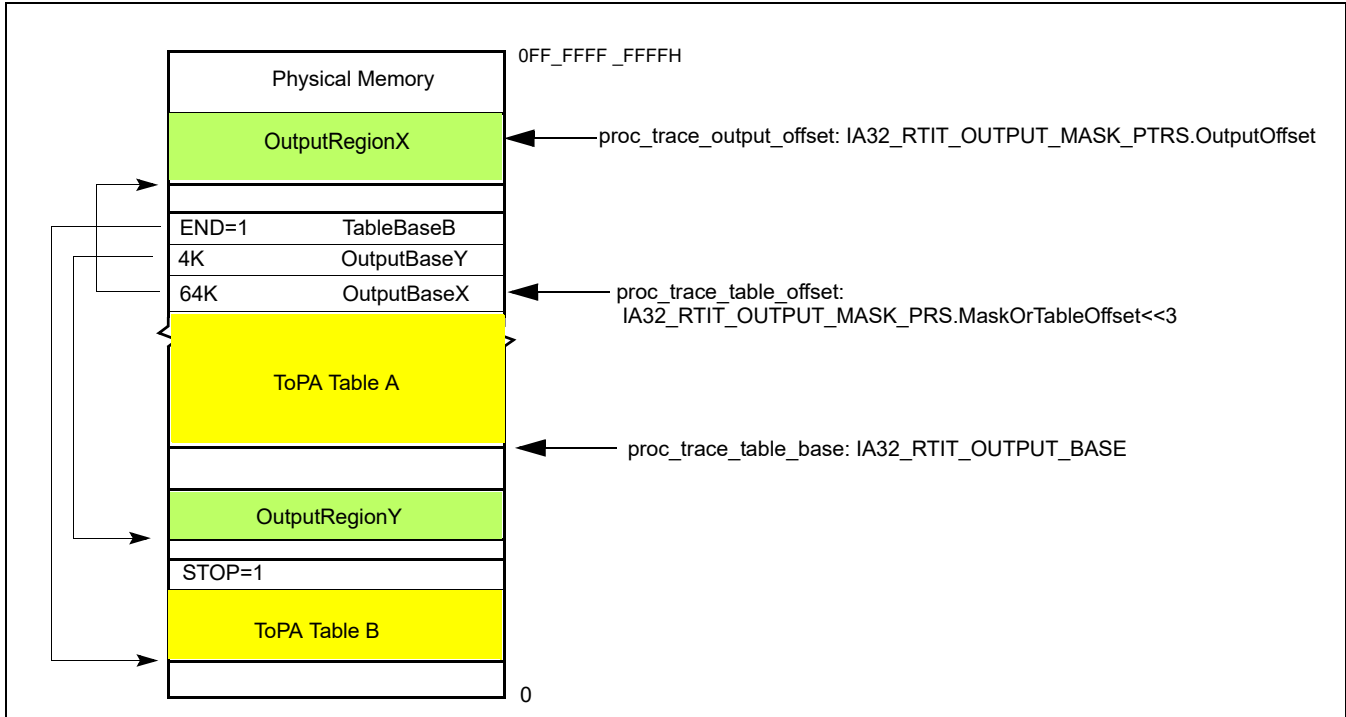 0FF_FFFF _FFFFH
Physical Memory
OutputRegionX
proc_trace_output_offset: IA32_RTIT_OUTPUT_MASK_PTRS.OutputOffset
END=1 TableBaseB
4K OutputBaseY
64K OutputBaseX
proc_trace_table_offset:
IA32_RTIT_OUTPUT_MASK_PRS.MaskOrTableOffset<<3
ToPA Table A
proc_trace_table_base: IA32_RTIT_OUTPUT_BASE
OutputRegionY
STOP=1
ToPA Table B
0